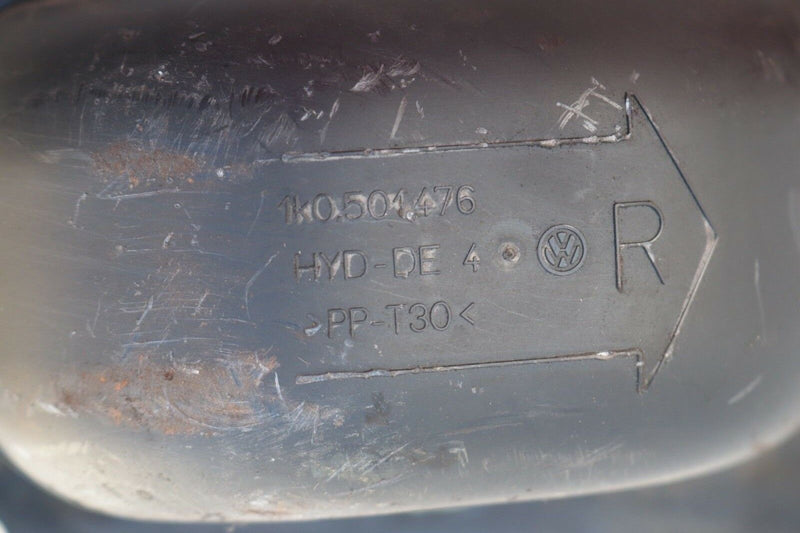 1K0.501.476
HYD-DE 4
R
>PP-T30<